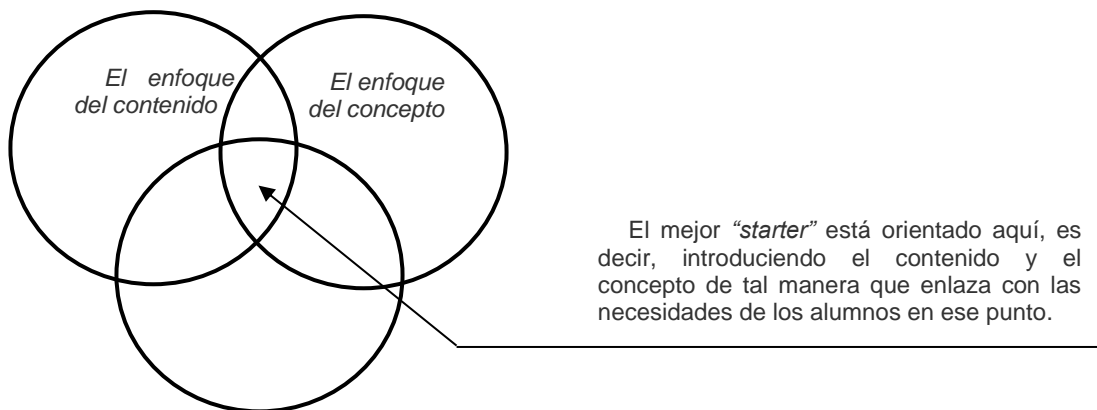 El enfoque
del contenido
El enfoque
del concepto
El mejor “starter” está orientado aquí, es
decir, introduciendo el contenido y el
concepto de tal manera que enlaza con las
necesidades de los alumnos en ese punto.